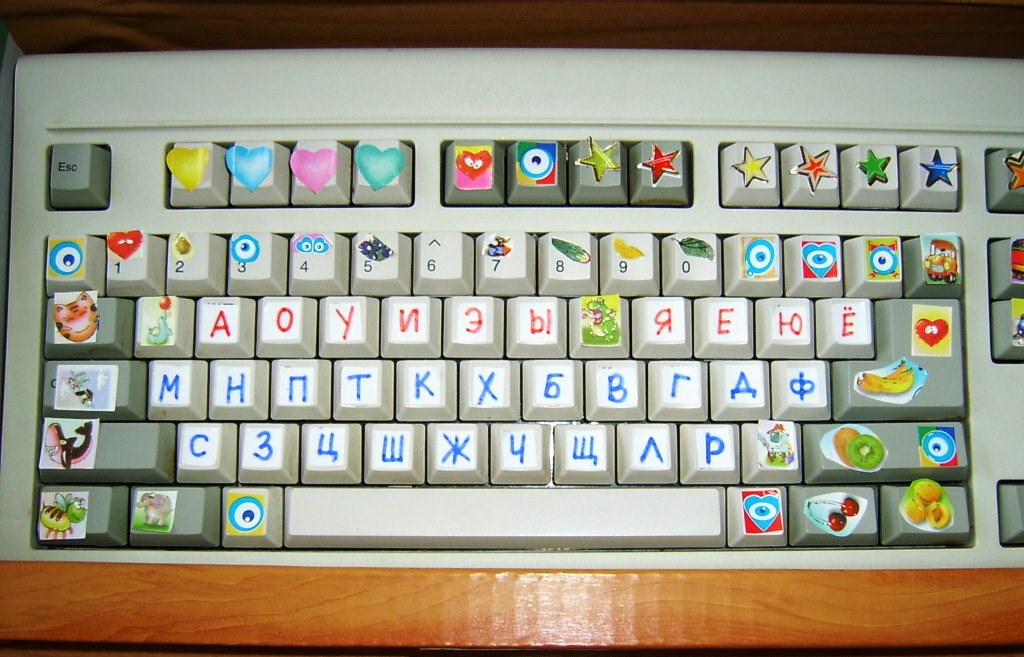 Esc
1 2 3 4 5 ^ 6 7 8 9 0
А О У И Э Ы Я Е Ю Ё
М Н П Т К Х Б В Г Д Ф
С З Ц Ш Ж Ч Щ Л Р